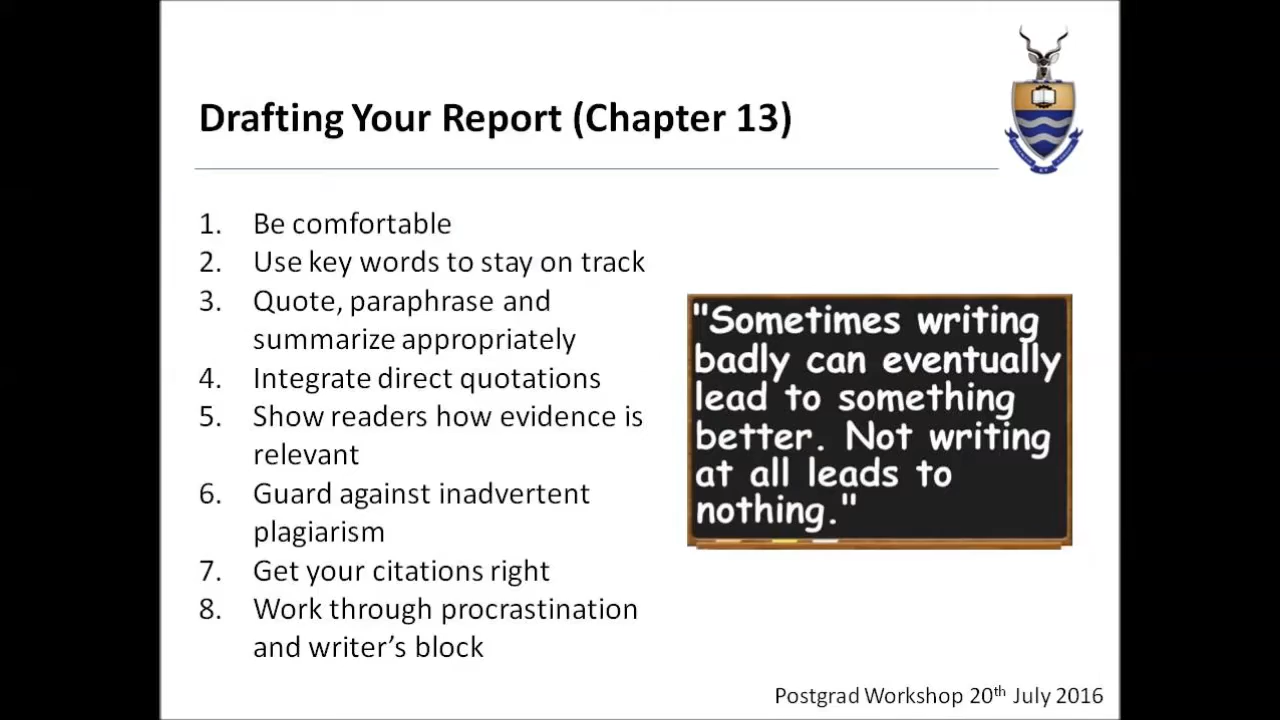 Drafting Your Report (Chapter 13)
1. Be comfortable
2. Use key words to stay on track
3. Quote, paraphrase and
summarize appropriately
4. Integrate direct quotations
5. Show readers how evidence is
relevant
6. Guard against inadvertent
plagiarism
7. Get your citations right
8. Work through procrastination
and writer's block
"Sometimes writing
badly can eventually
lead to something
better. Not writing
at all leads to
nothing."
Postgrad Workshop 20th July 2016